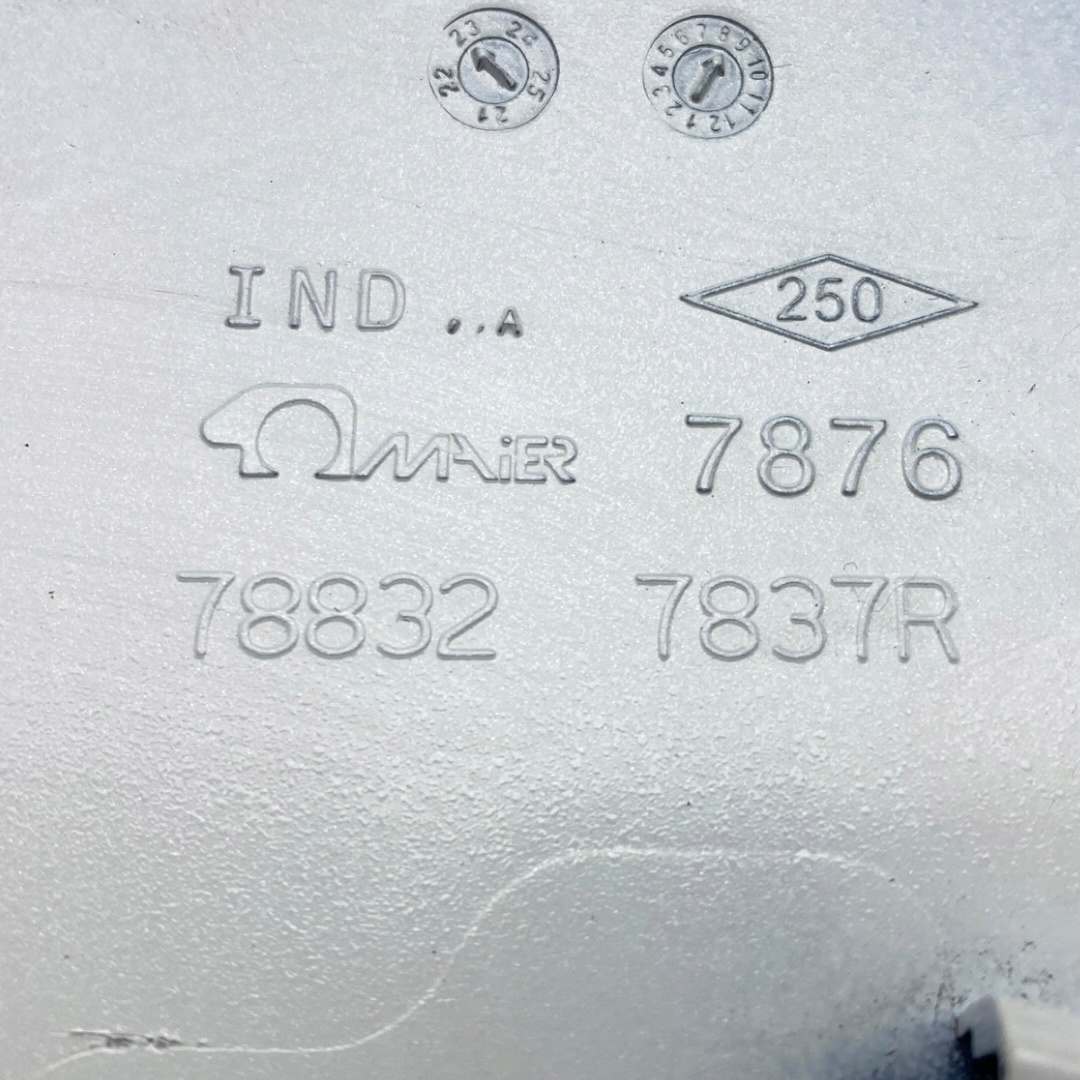 22 23 24 25 21
1 2 3 4 5 6 7 8 9 10 11 12
IND ..A 250
MAiER 7876
78832 7837R